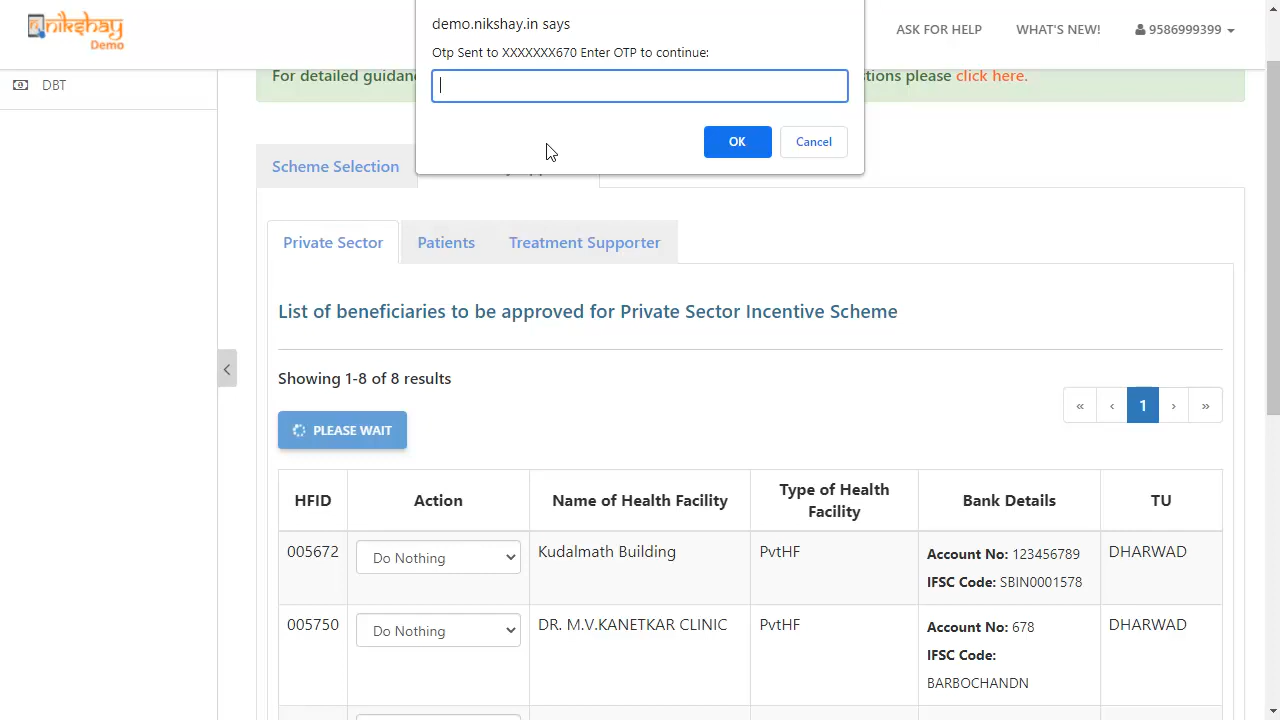 nikshay
Demo
demo.nikshay.in says
Otp Sent to XXXXXXX670 Enter OTP to continue:
OK
Cancel
ASK FOR HELP
WHAT'S NEW!
9586999399
DBT
For detailed guidanc
tions please click here.
Scheme Selection
Private Sector
Patients
Treatment Supporter
List of beneficiaries to be approved for Private Sector Incentive Scheme
Showing 1-8 of 8 results
« ‹ 1 › »
PLEASE WAIT
HFID
Action
Name of Health Facility
Type of Health
Facility
Bank Details
TU
005672
Do Nothing
Kudalmath Building
PvtHF
Account No: 123456789
IFSC Code: SBIN0001578
DHARWAD
005750
Do Nothing
DR. M.V.KANETKAR CLINIC
PvtHF
Account No: 678
IFSC Code:
BARBOCHANDN
DHARWAD